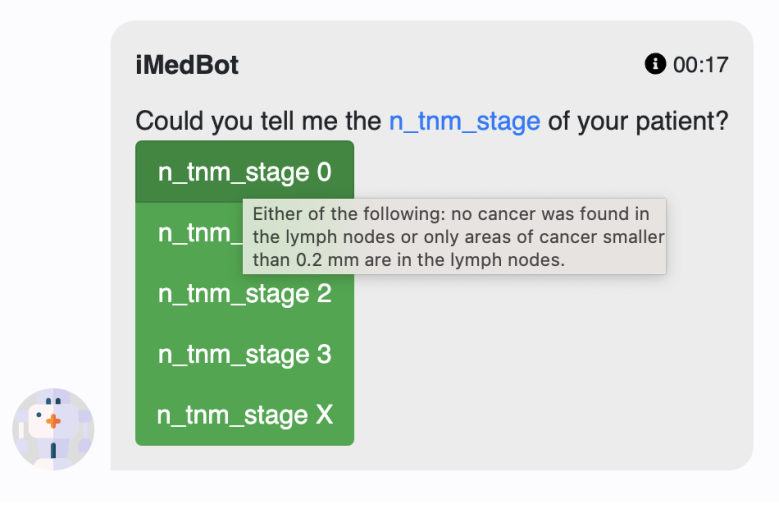 iMedBot
00:17
Could you tell me the n_tnm_stage of your patient?
n_tnm_stage 0
Either of the following: no cancer was found in
the lymph nodes or only areas of cancer smaller
than 0.2 mm are in the lymph nodes.
n_tnm_
n_tnm_stage 2
n_tnm_stage 3
n_tnm_stage X